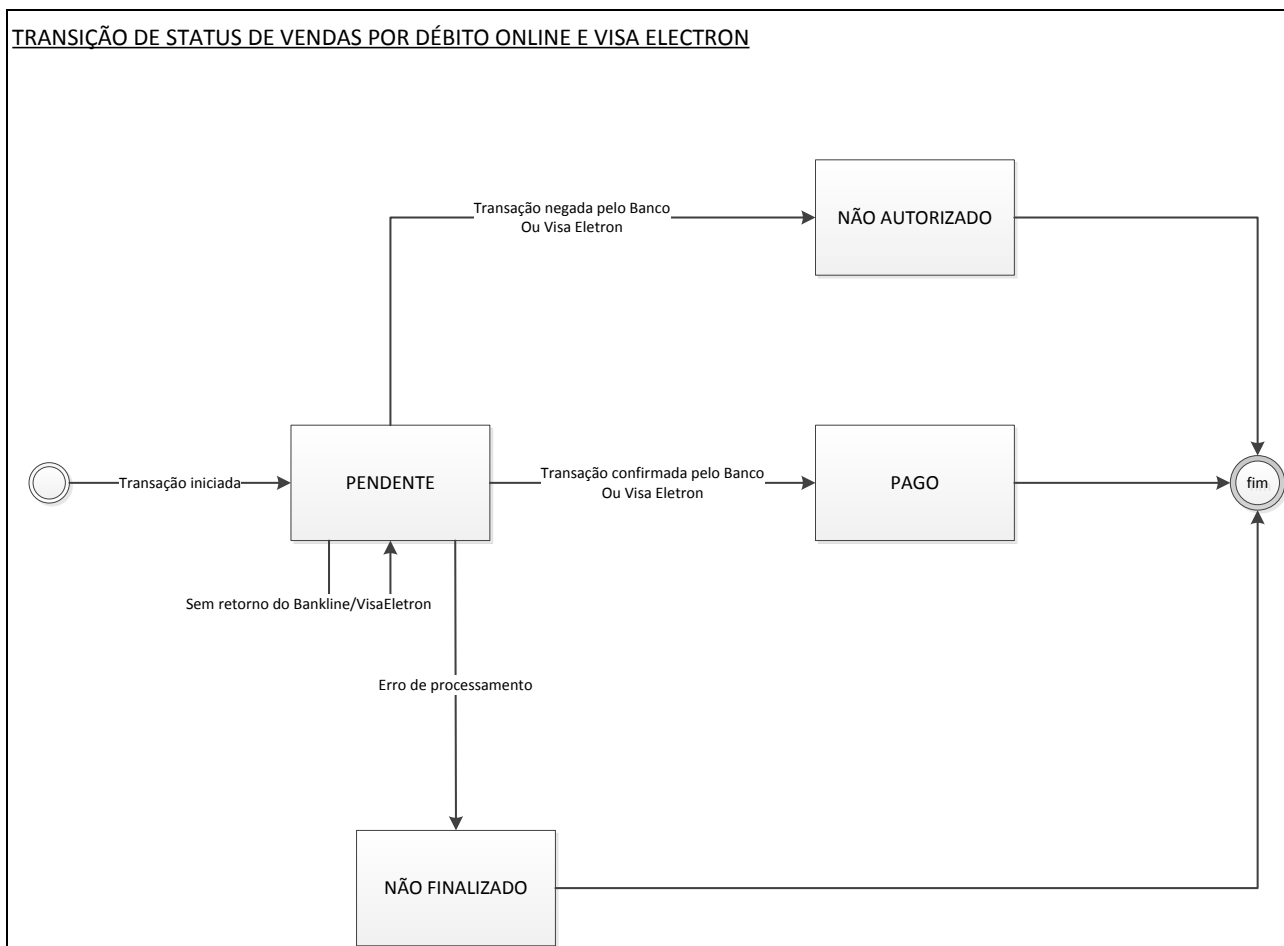 TRANSIÇÃO DE STATUS DE VENDAS POR DÉBITO ONLINE E VISA ELECTRON
Transação negada pelo Banco
Ou Visa Eletron
NÃO AUTORIZADO
Transação iniciada
PENDENTE
Transação confirmada pelo Banco
Ou Visa Eletron
PAGO
fim
Sem retorno do Bankline/VisaEletron
Erro de processamento
NÃO FINALIZADO